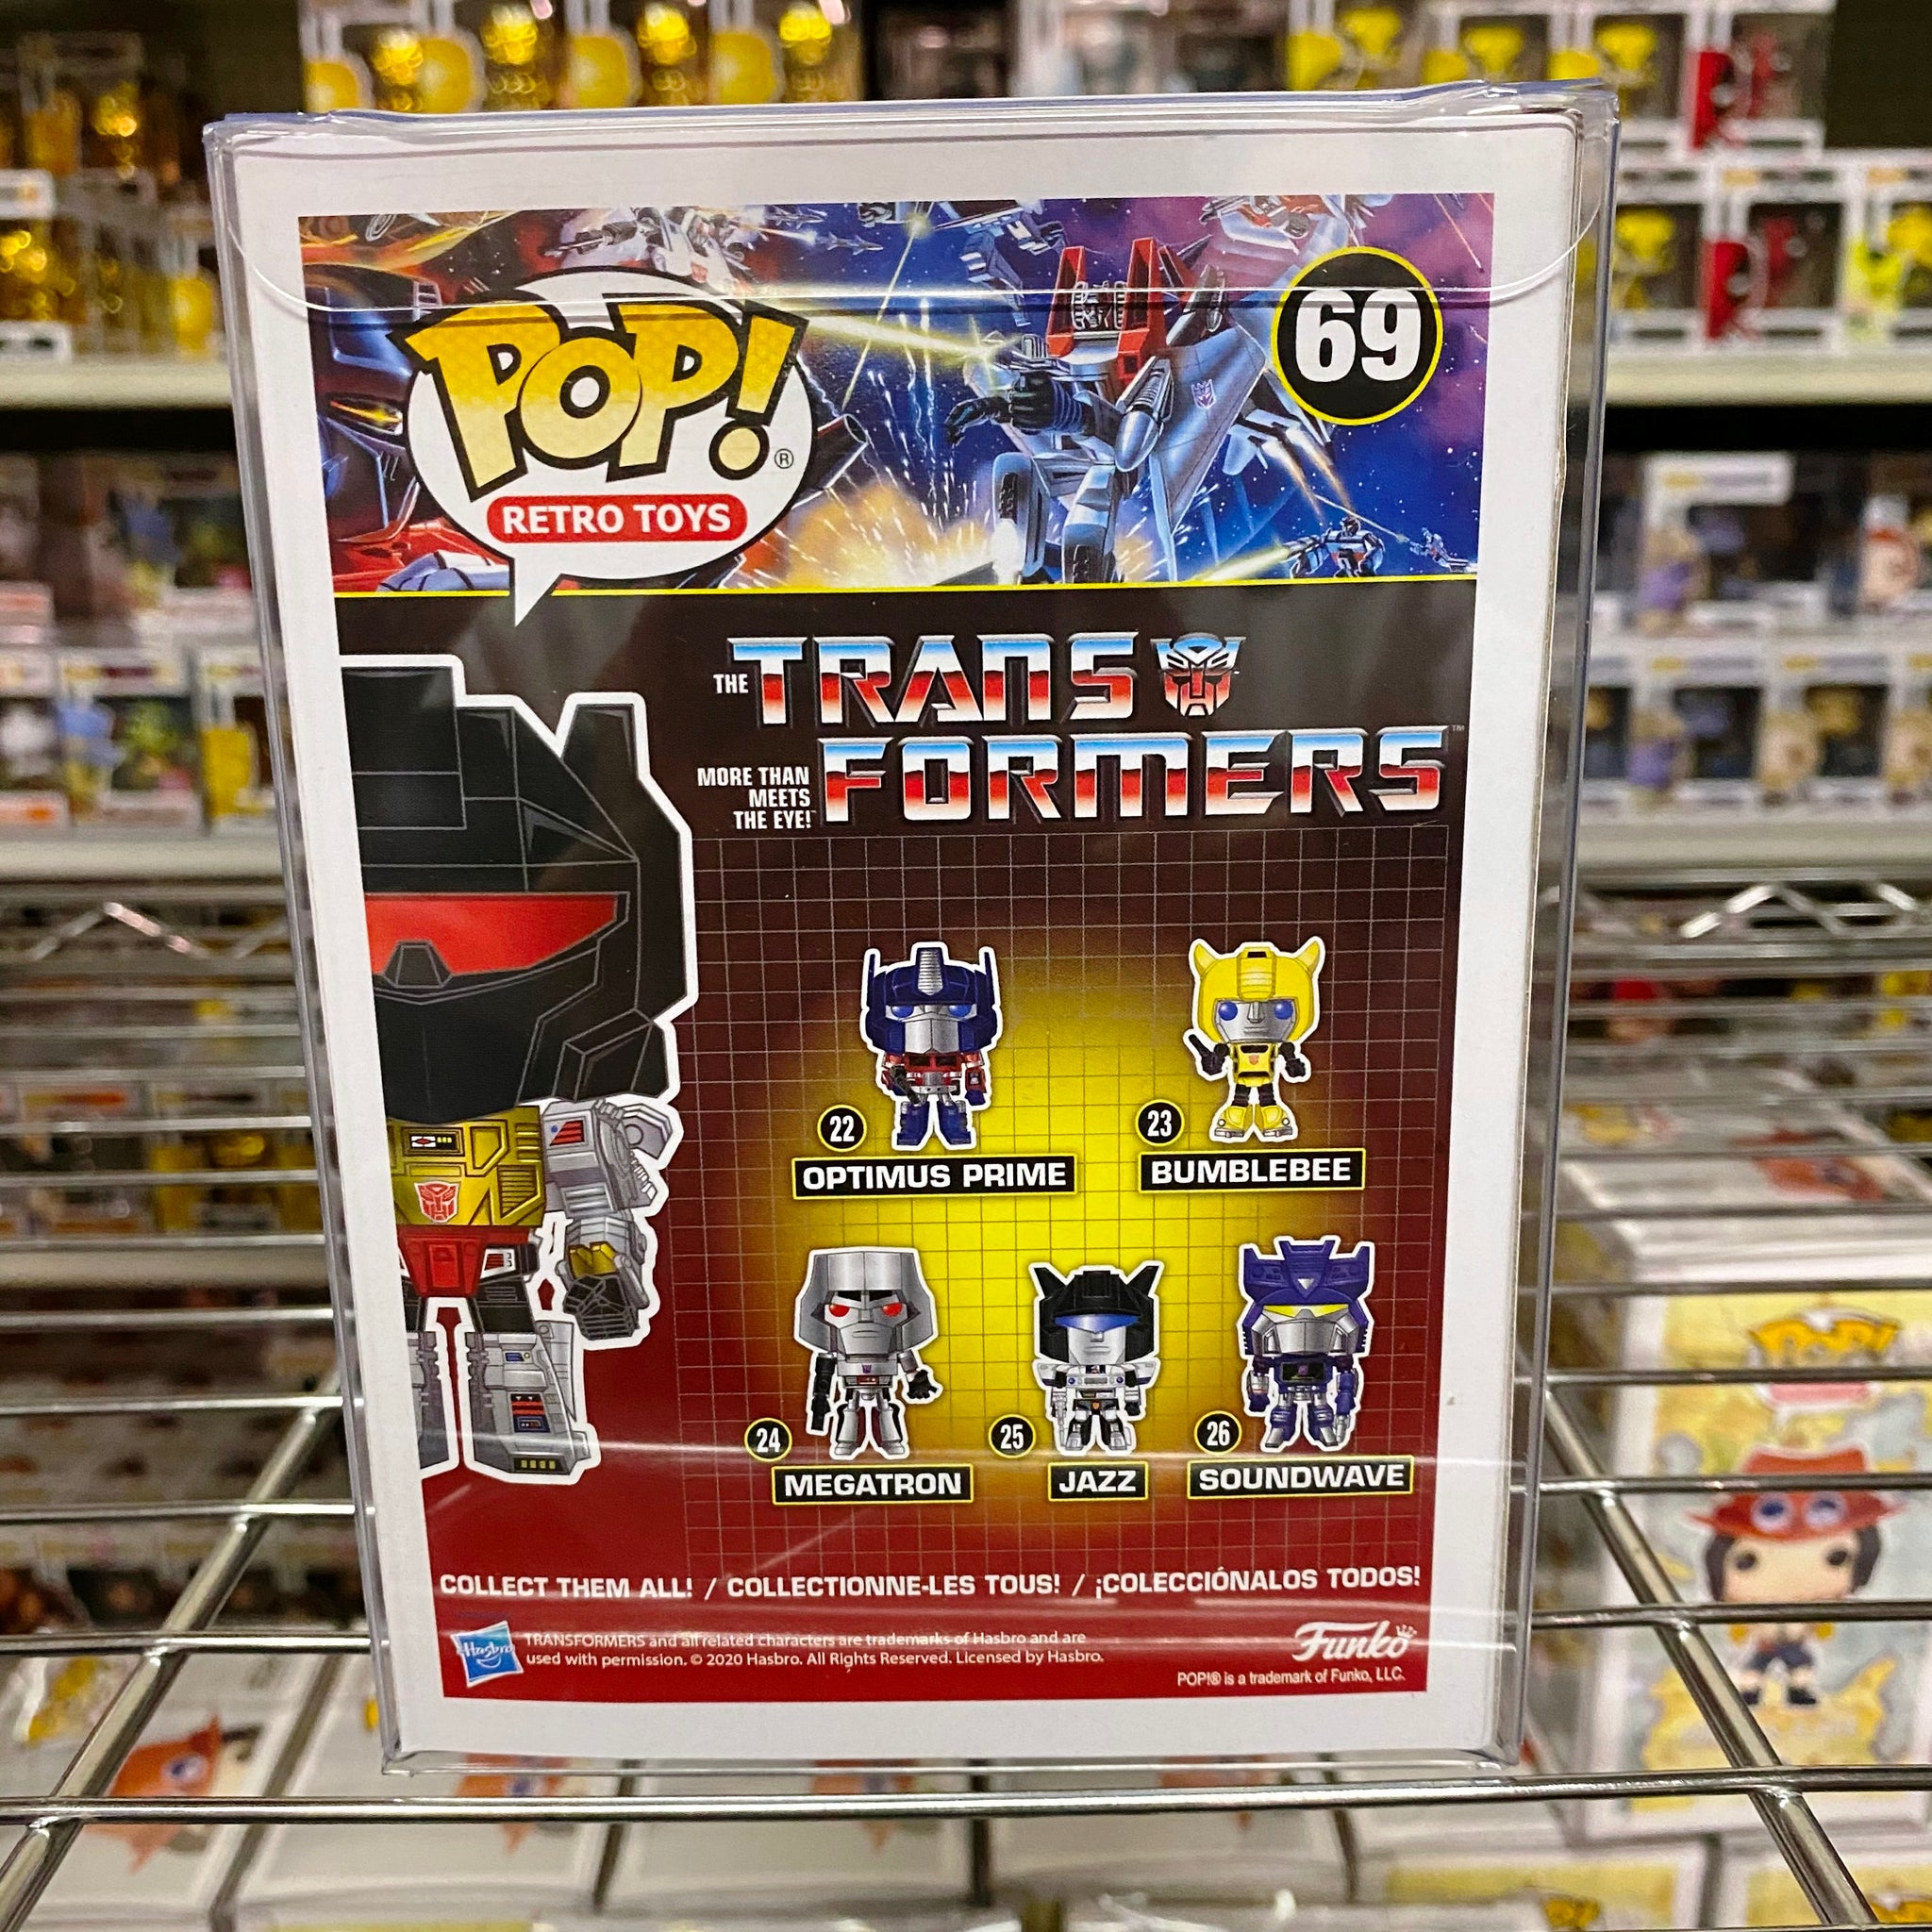 POP!®
RETRO TOYS
69
THE TRANS
FORMERS™
MORE THAN
MEETS
THE EYE!
22
OPTIMUS PRIME
23
BUMBLEBEE
24
MEGATRON
25
JAZZ
26
SOUNDWAVE
COLLECT THEM ALL! / COLLECTIONNE-LES TOUS! / ¡COLECCIÓNALOS TODOS!
Hasbro
TRANSFORMERS and all related characters are trademarks of Hasbro and are
used with permission. © 2020 Hasbro. All Rights Reserved. Licensed by Hasbro.
Funko
POP!® is a trademark of Funko, LLC.
POP!